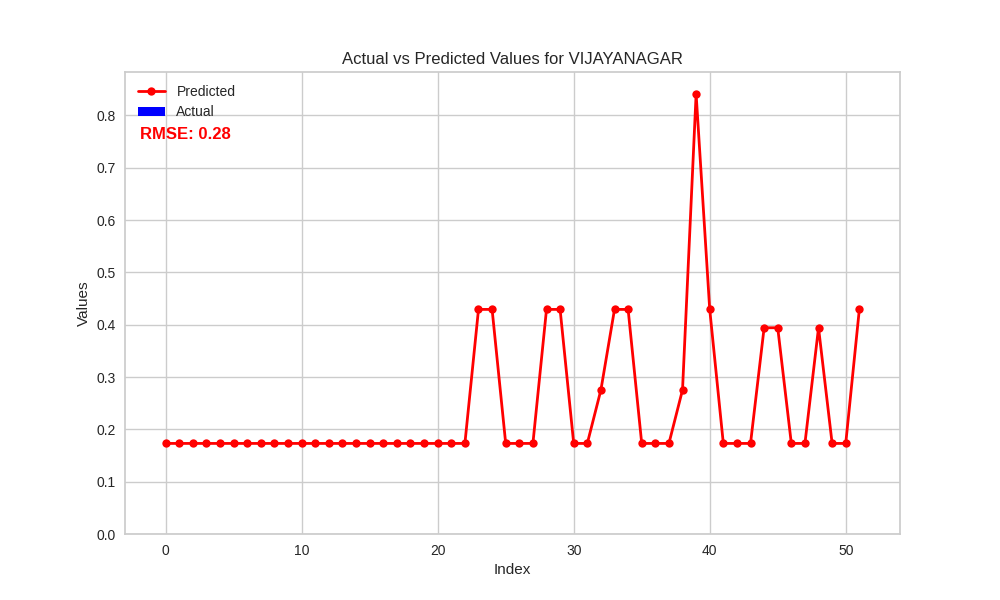 Actual vs Predicted Values for VIJAYANAGAR
Predicted
Actual
RMSE: 0.28
Values
0.8
0.7
0.6
0.5
0.4
0.3
0.2
0.1
0.0
0 10 20 30 40 50
Index